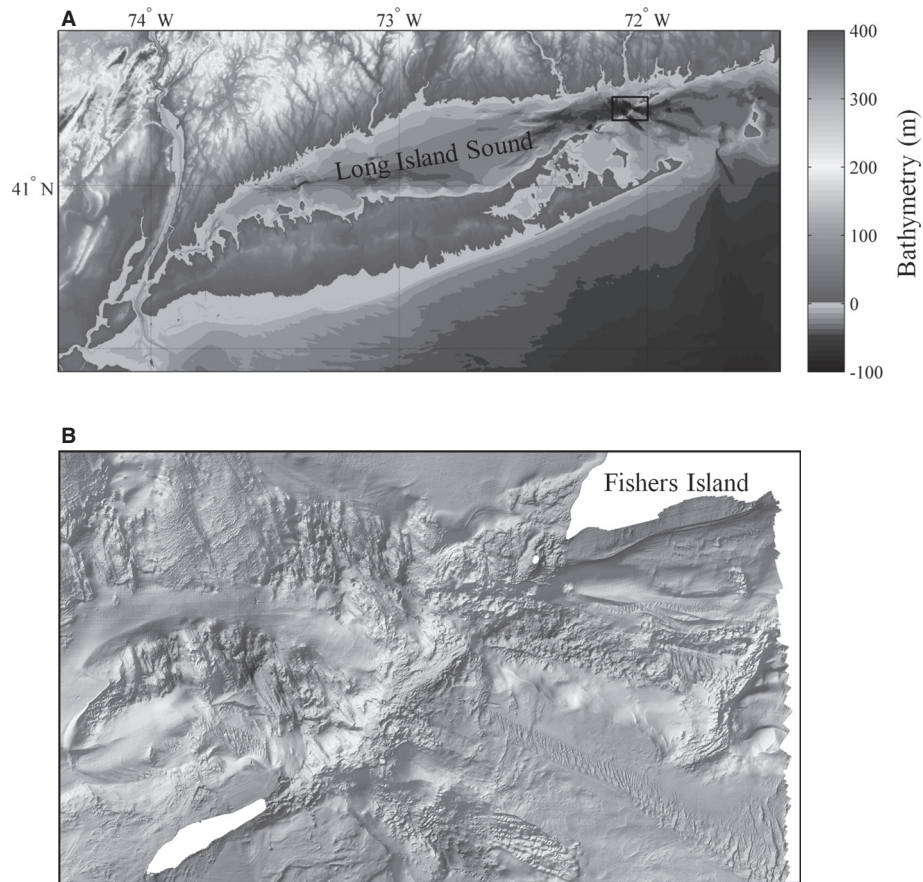 A
74° W
73° W
72° W
41° N
Long Island Sound
400
300
200
100
0
-100
Bathymetry (m)
B
Fishers Island